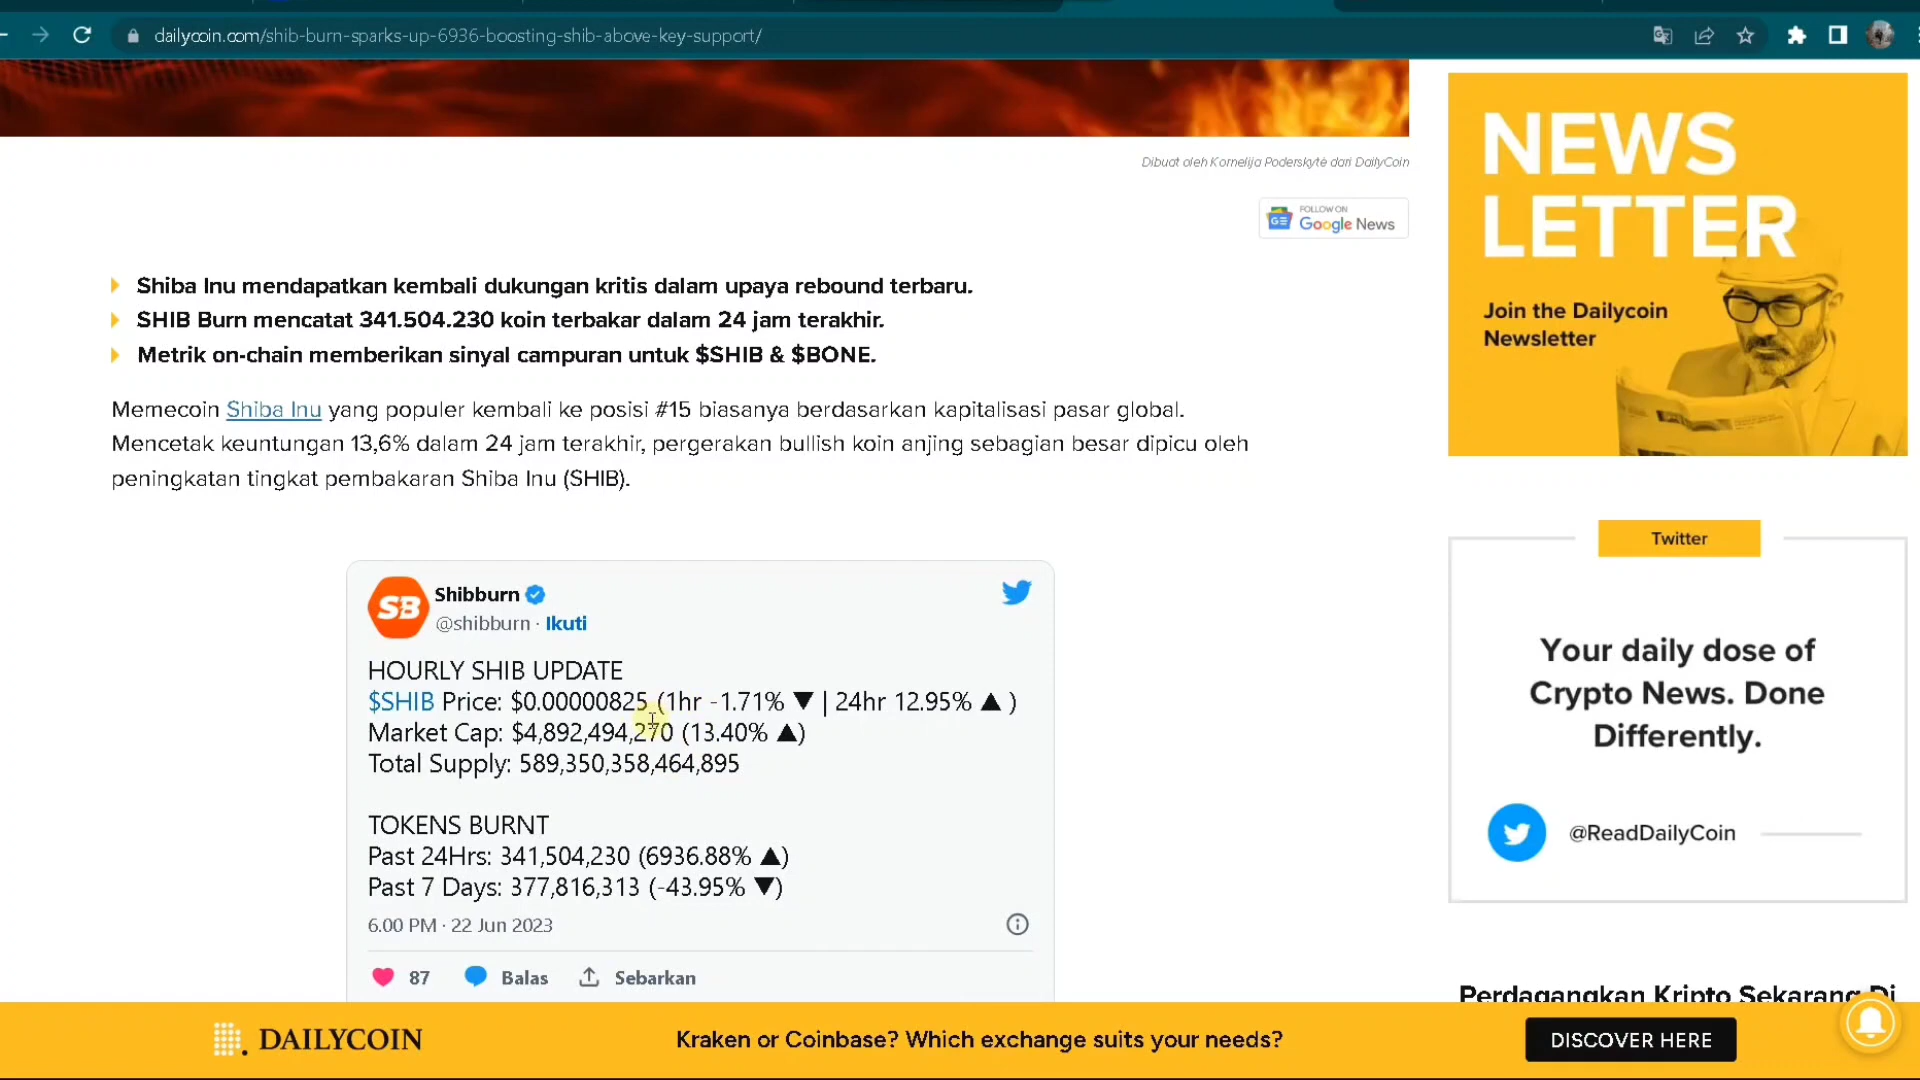 dailycoin.com/shib-burn-sparks-up-6936-boosting-shib-above-key-support/
Dibuat oleh Kornelija Poderskytė dari DailyCoin
FOLLOW ON
Google News
Shiba Inu mendapatkan kembali dukungan kritis dalam upaya rebound terbaru.
SHIB Burn mencatat 341.504.230 koin terbakar dalam 24 jam terakhir.
Metrik on-chain memberikan sinyal campuran untuk $SHIB & $BONE.
Memecoin Shiba Inu yang populer kembali ke posisi #15 biasanya berdasarkan kapitalisasi pasar global.
Mencetak keuntungan 13,6% dalam 24 jam terakhir, pergerakan bullish koin anjing sebagian besar dipicu oleh
peningkatan tingkat pembakaran Shiba Inu (SHIB).
SB
Shibburn
@shibburn · Ikuti
HOURLY SHIB UPDATE
$SHIB Price: $0.00000825 (1hr -1.71% ▼ | 24hr 12.95% ▲ )
Market Cap: $4,892,494,270 (13.40% ▲)
Total Supply: 589,350,358,464,895
TOKENS BURNT
Past 24Hrs: 341,504,230 (6936.88% ▲)
Past 7 Days: 377,816,313 (-43.95% ▼)
6.00 PM · 22 Jun 2023
87 Balas Sebarkan
NEWS
LETTER
Join the Dailycoin
Newsletter
Twitter
Your daily dose of
Crypto News. Done
Differently.
@ReadDailyCoin
Perdagangkan Kripto Sekarang Di
DAILYCOIN
Kraken or Coinbase? Which exchange suits your needs?
DISCOVER HERE